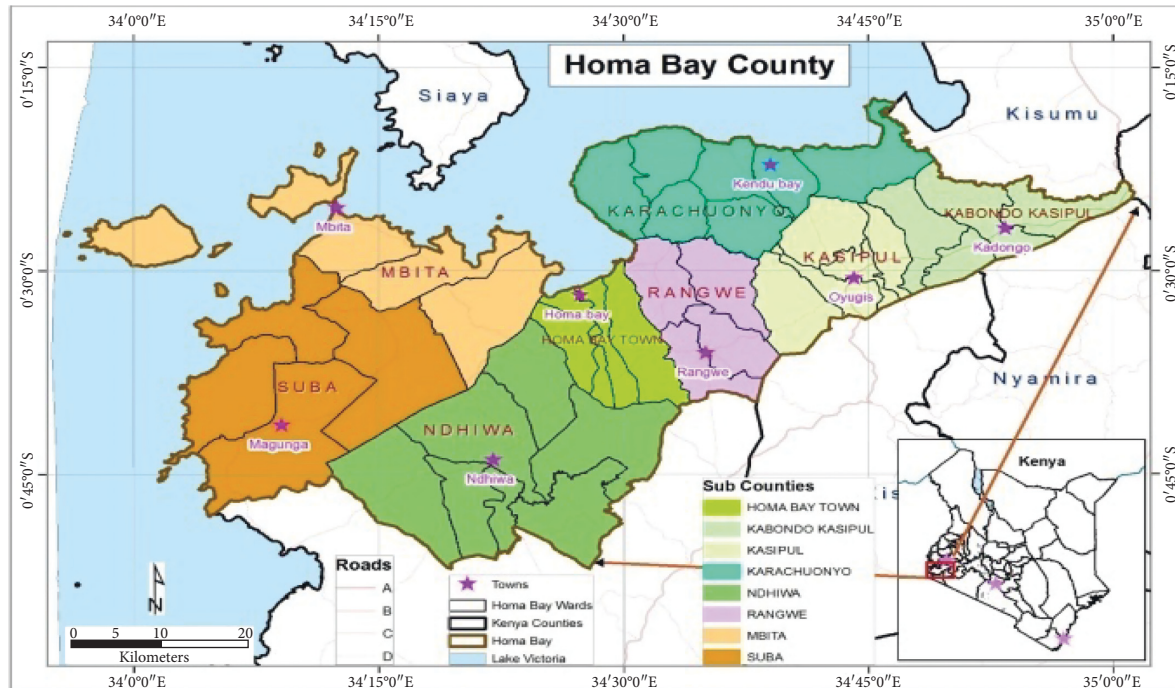 34′0″0″E 34′15″0″E 34′30″0″E 34′45″0″E 35′0″0″E
Homa Bay County
0′15″0″S
0′15″0″S
Siaya
Kisumu
Kendu bay
KARACHUONYO
KABONDO KASIPUL
Kadongo
Mbita
MBITA
KASIPUL
Oyugis
0′30″0″S
0′30″0″S
RANGWE
Homa bay
HOMA BAY TOWN
Rangwe
Nyamira
SUBA
Magunga
NDHIWA
Ndhiwa
0′45″0″S
0′45″0″S
Kis
Kenya
Sub Counties
HOMA BAY TOWN
KABONDO KASIPUL
KASIPUL
KARACHUONYO
NDHIWA
RANGWE
MBITA
SUBA
Roads
A
B
C
D
Towns
Homa Bay Wards
Kenya Counties
Homa Bay
Lake Victoria
N
0 5 10 20
Kilometers
34′0″0″E 34′15″0″E 34′30″0″E 34′45″0″E 35′0″0″E